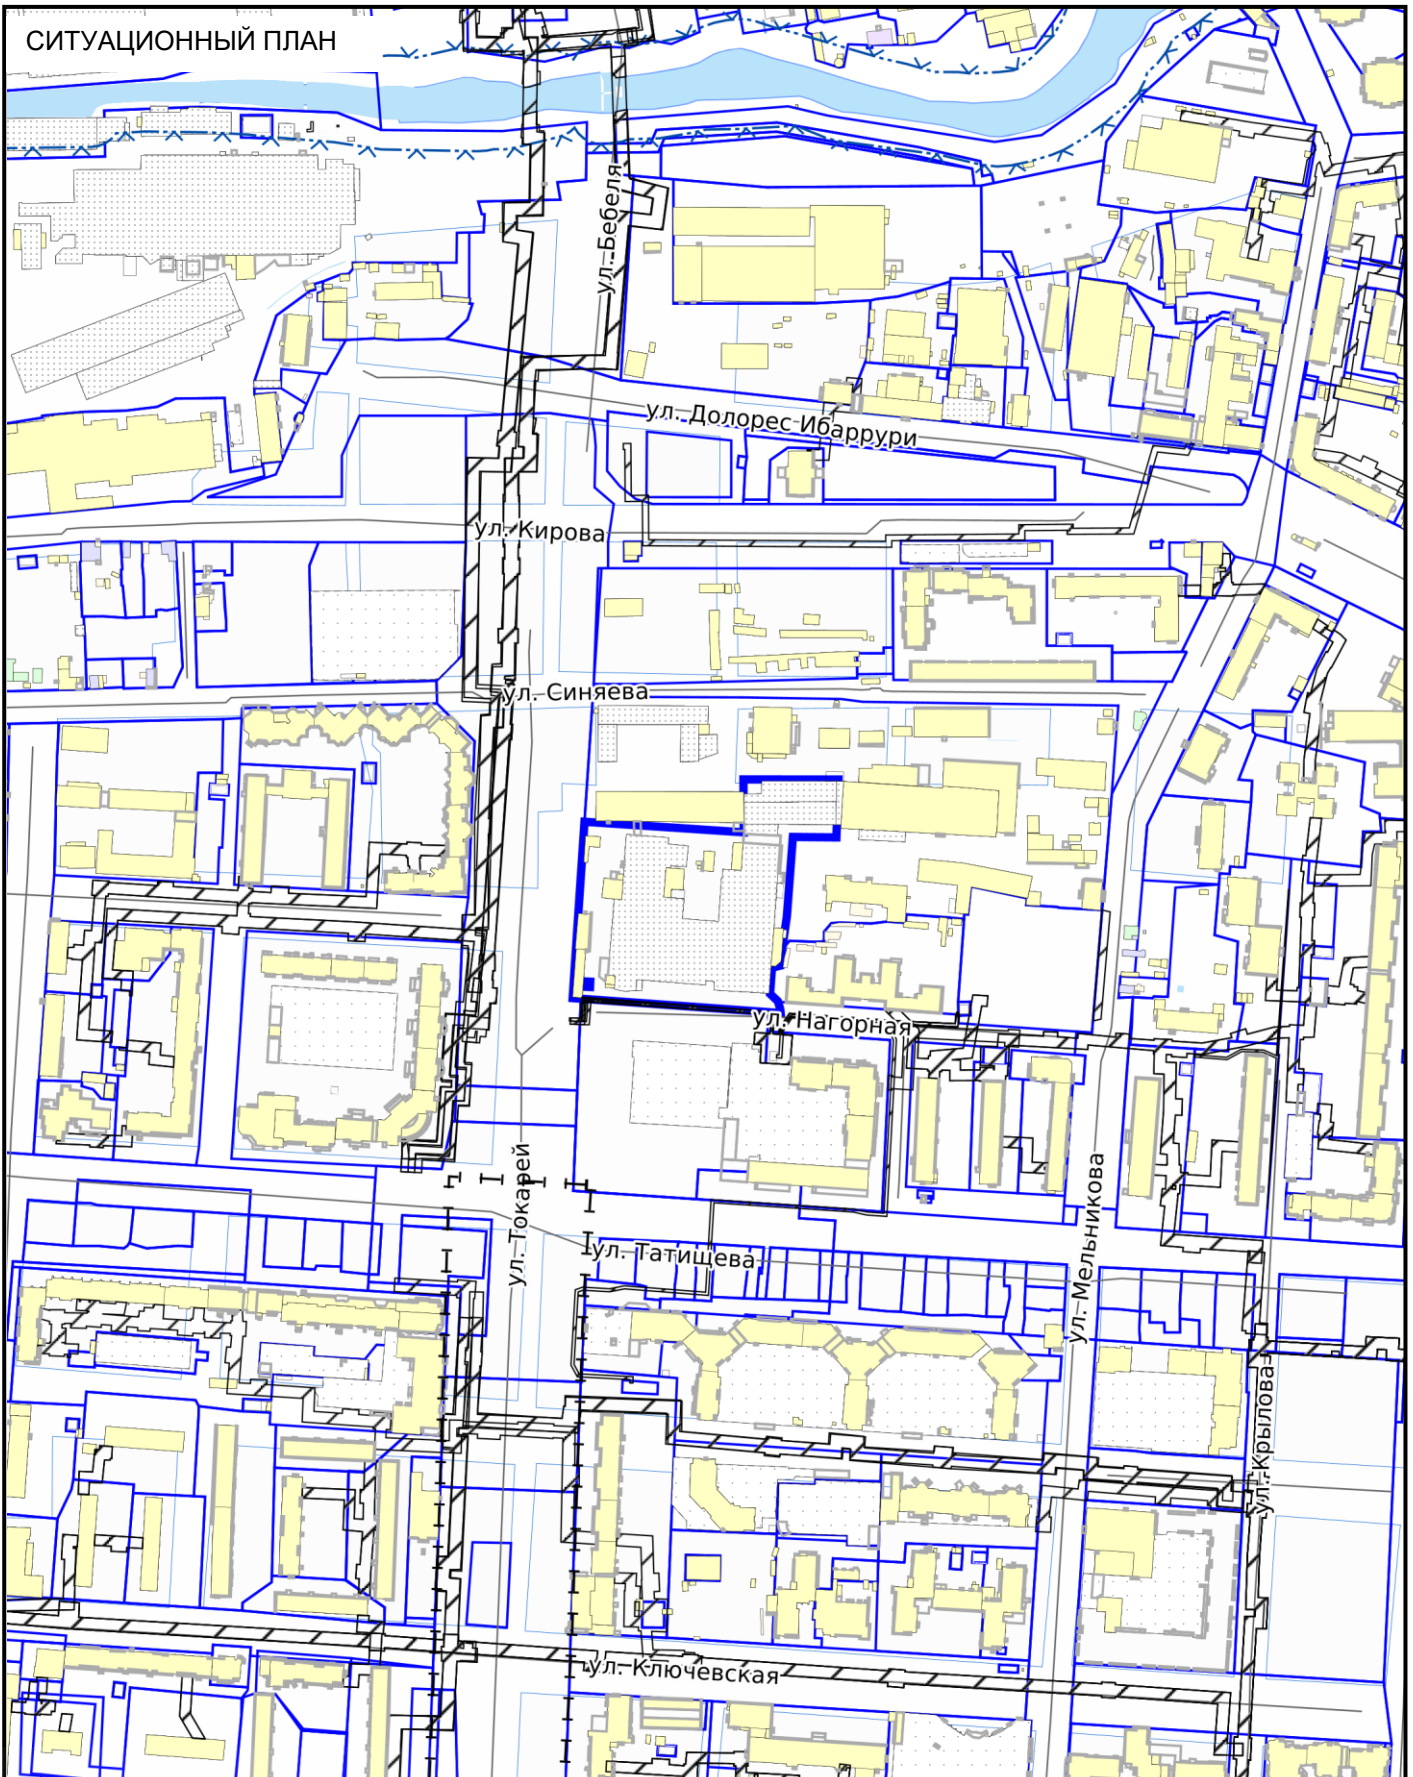 СИТУАЦИОННЫЙ ПЛАН
ул. Бебеля
ул. Долорес Ибаррури
ул. Кирова
ул. Синяева
ул. Нагорная
ул. Токарей
ул. Татищева
ул. Мельникова
ул. Крылова
ул. Ключевская